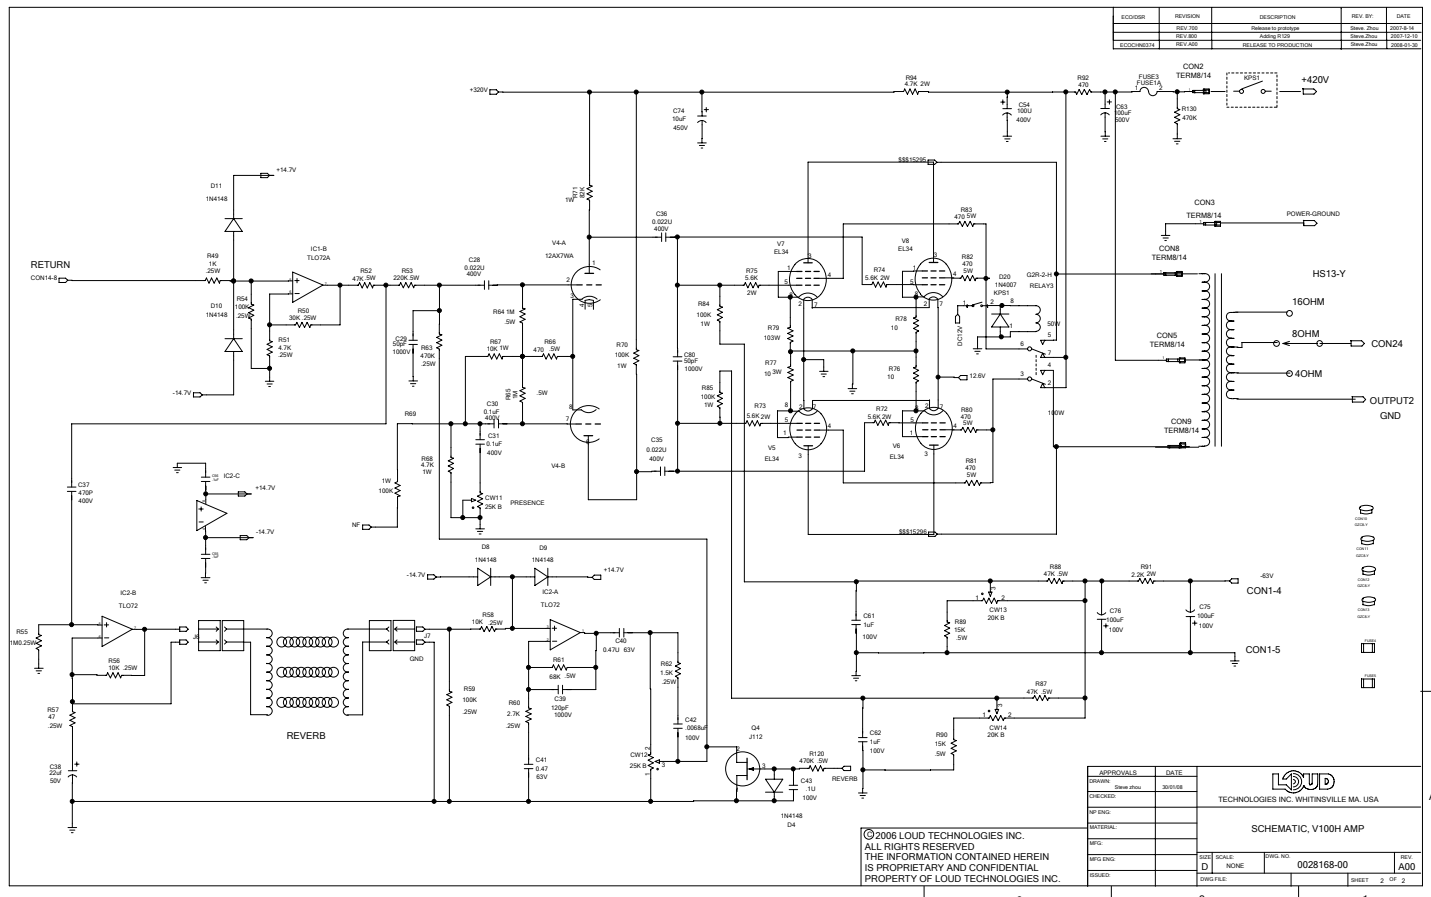 ECO/DSR REVISION DESCRIPTION REV. BY: DATE
REV.700 Release to prototype Steve. Zhou 2007-8-14
REV.800 Adding R129 Steve.Zhou 2007-12-10
ECOCHN0374 REV.A00 RELEASE TO PRODUCTION Steve.Zhou 2008-01-30
+320V
C74
10uF
450V
R94
4.7K 2W
C54
100U
400V
R92
470
C63
500V
FUSE3
FUSE1A
R130
470K
CON2
TERM8/14
KPS1
+420V
D11
1N4148
+14.7V
RETURN
CON14-8
R49
1K
.25W
D10
1N4148
-14.7V
R54
100K
.25W
R51
4.7K
.25W
IC1-B
TLO72A
R50
30K .25W
R52
47K .5W
R53
220K.5W
C29
50pF
1000V
R63
470K
.25W
C28
0.022U
400V
R64 1M
.5W
R67
10K 1W
R66
470 .5W
R65
1M
.5W
C30
0.1uF
400V
R69
1W
100K
NF
R68
4.7K
1W
C31
0.1uF
400V
CW11
25K B
PRESENCE
V4-A
12AX7WA
V4-B
R71
82K
1W
R70
100K
1W
C36
0.022U
400V
C35
0.022U
400V
C80
50pF
1000V
R84
100K
1W
R85
100K
1W
R75
5.6K
2W
R73
5.6K 2W
V7
EL34
V5
EL34
V8
EL34
V6
EL34
R74
5.6K 2W
R72
5.6K 2W
R79
103W
R77
10 3W
R78
10
R76
10
$$$15295
$$$15296
R83
470 .5W
R82
470
.5W
R80
470
.5W
R81
470
.5W
D20
1N4007
KPS1
DC12V
12.6V
G2R-2-H
RELAY3
50W
100W
CON3
TERM8/14
POWER-GROUND
CON8
TERM8/14
CON5
TERM8/14
CON9
TERM8/14
HS13-Y
16OHM
8OHM
4OHM
CON24
OUTPUT2
GND
C37
470P
400V
IC2-C
+14.7V
-14.7V
IC2-B
TLO72
R55
1M0.25W
R56
10K .25W
R57
47
.25W
C38
22uf
50V
J6
REVERB
J7
GND
R59
100K
.25W
D8
1N4148
-14.7V
D9
1N4148
+14.7V
R58
10K .25W
IC2-A
TLO72
R61
68K .5W
C39
120pF
1000V
R60
2.7K
.25W
C41
0.47
63V
C40
0.47U 63V
R62
1.5K
.25W
C42
.0068uF
100V
CW12
25K B
Q4
J112
R120
470K .5W
REVERB
C43
.1U
100V
1N4148
D4
C61
1uF
100V
C62
1uF
100V
R89
15K
.5W
R90
15K
.5W
CW13
20K B
CW14
20K B
R88
47K .5W
R87
47K .5W
R91
2.2K 2W
C76
100uF
100V
C75
100uF
100V
-63V
CON1-4
CON1-5
CON10
GZC8-Y
CON11
GZC8-Y
CON12
GZC8-Y
CON13
GZC8-Y
FUSE4
©2006 LOUD TECHNOLOGIES INC.
ALL RIGHTS RESERVED
THE INFORMATION CONTAINED HEREIN
IS PROPRIETARY AND CONFIDENTIAL
PROPERTY OF LOUD TECHNOLOGIES INC.
APPROVALS DATE
DRAWN: Steve zhou 30/01/08
CHECKED:
NP ENG:
MATERIAL:
MFG:
MFG ENG:
ISSUED:
LOUD
TECHNOLOGIES INC. WHITINSVILLE MA. USA
SCHEMATIC, V100H AMP
SIZE D SCALE: NONE DWG. NO. 0028168-00 REV. A00
DWG FILE: SHEET 2 OF 2